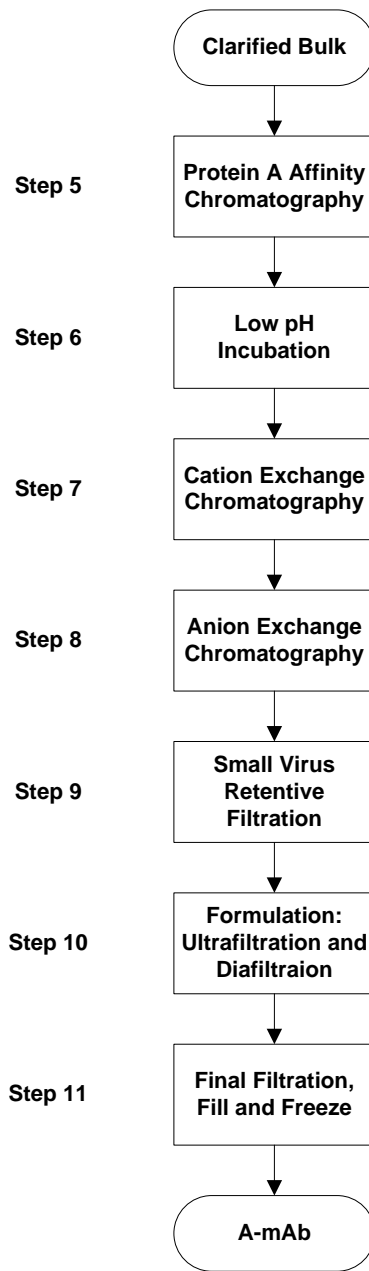 Clarified Bulk
Step 5
Protein A Affinity
Chromatography
Step 6
Low pH
Incubation
Step 7
Cation Exchange
Chromatography
Step 8
Anion Exchange
Chromatography
Step 9
Small Virus
Retentive
Filtration
Step 10
Formulation:
Ultrafiltration and
Diafiltraion
Step 11
Final Filtration,
Fill and Freeze
A-mAb